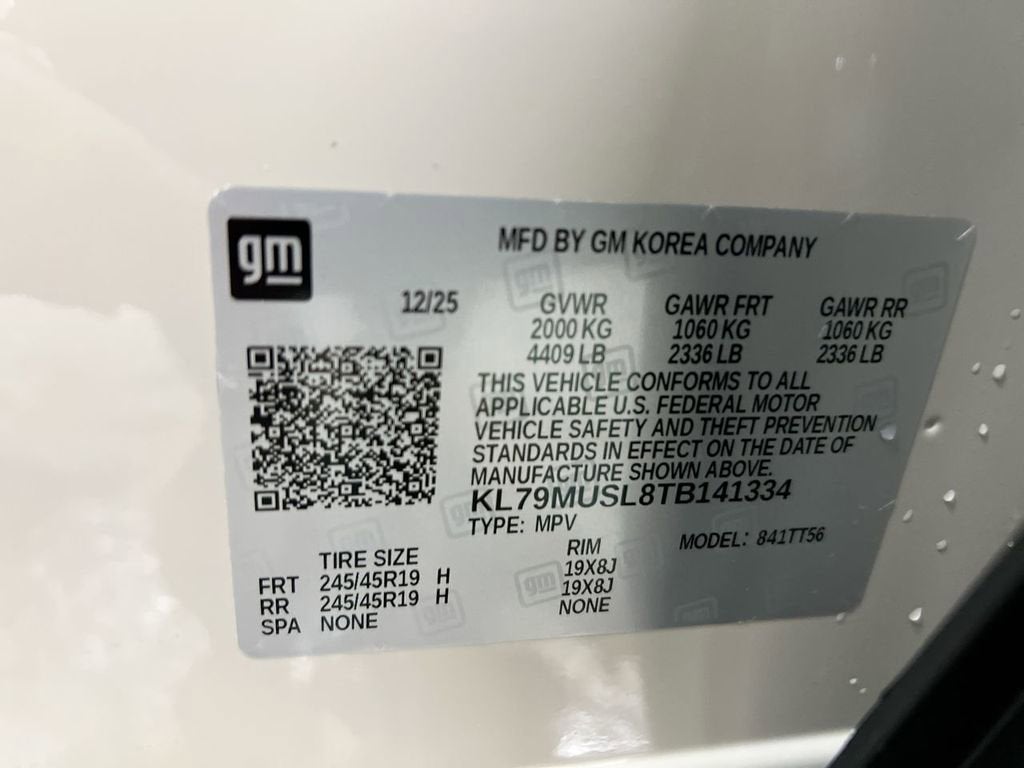 gm
MFD BY GM KOREA COMPANY
12/25 GVWR GAWR FRT GAWR RR
2000 KG 1060 KG 1060 KG
4409 LB 2336 LB 2336 LB
THIS VEHICLE CONFORMS TO ALL
APPLICABLE U.S. FEDERAL MOTOR
VEHICLE SAFETY AND THEFT PREVENTION
STANDARDS IN EFFECT ON THE DATE OF
MANUFACTURE SHOWN ABOVE.
KL79MUSL8TB141334
TYPE: MPV MODEL: 841TT56
TIRE SIZE RIM
FRT 245/45R19 H 19X8J
RR 245/45R19 H 19X8J
SPA NONE NONE